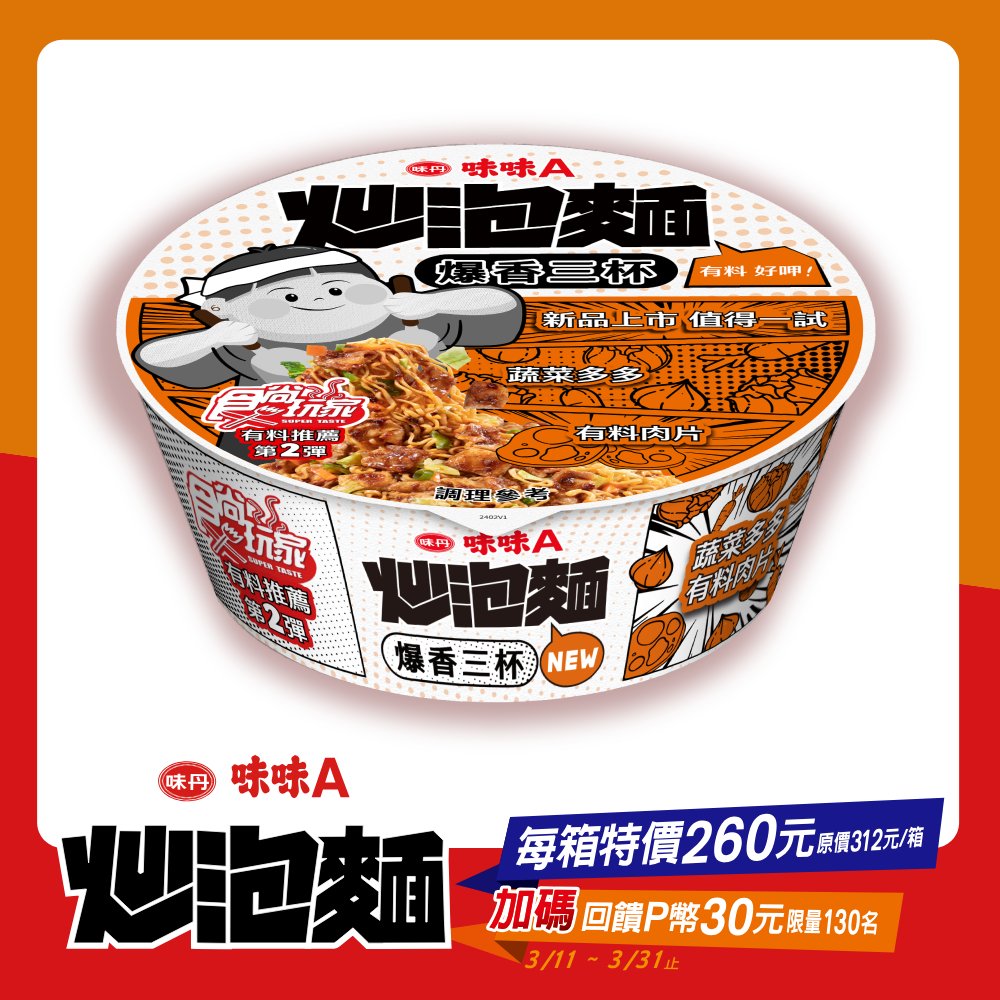 味丹 味味A
炒泡麵
爆香三杯
有料 好呷!
新品上市 值得一試
蔬菜多多
有料肉片
食尚玩家
SUPER TASTE
有料推薦
第2彈
調理參考
2402V1
味丹 味味A
炒泡麵
爆香三杯
NEW
食尚玩家
SUPER TASTE
有料推薦
第2彈
蔬菜多多
有料肉片
味丹 味味A
炒泡麵
每箱特價260元原價312元/箱
加碼 回饋P幣30元限量130名
3/11 ~ 3/31止